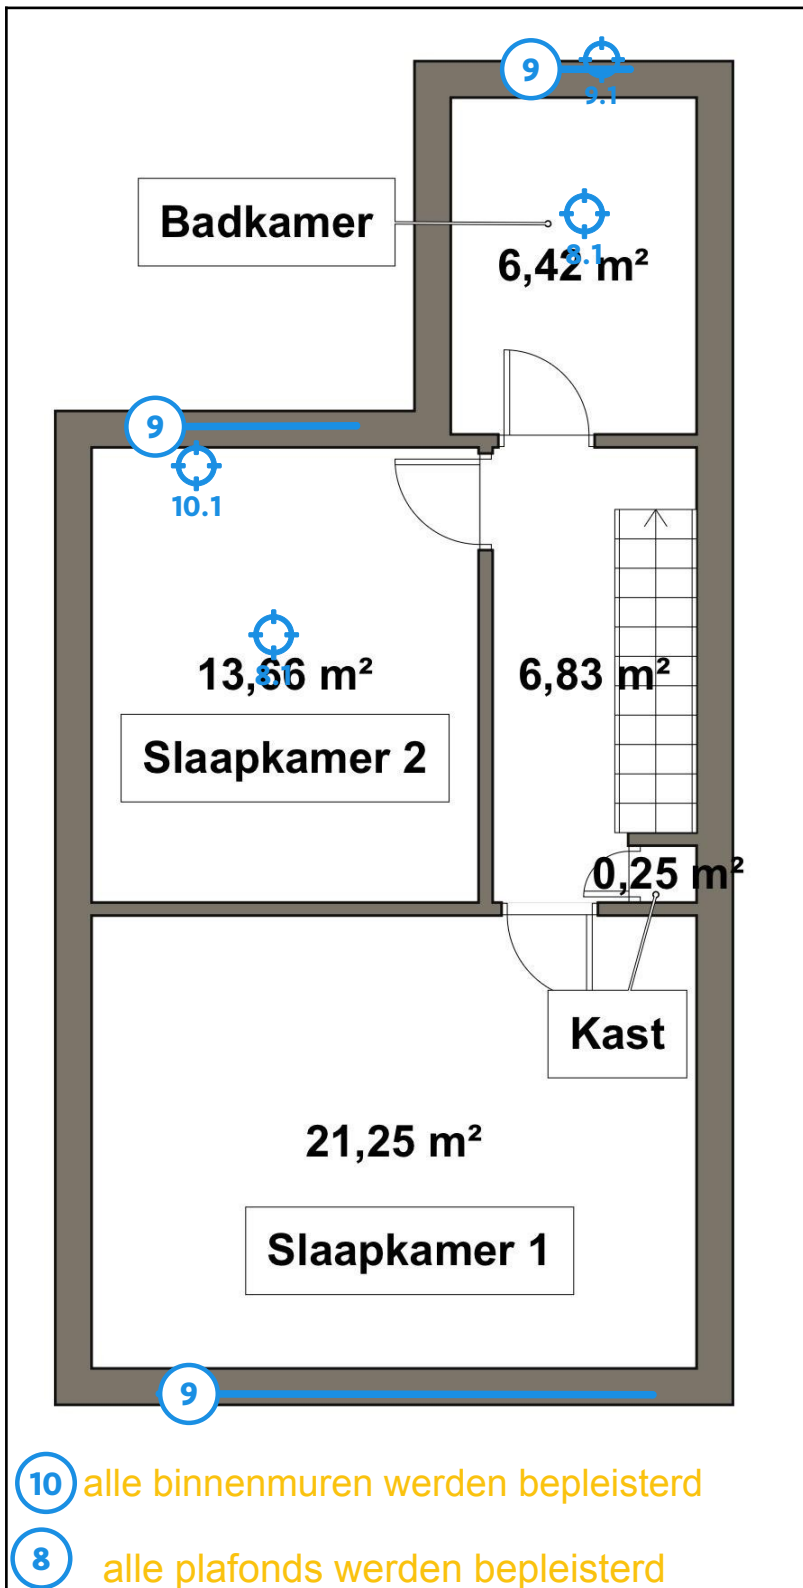 9
9.1
Badkamer
8.1
6,42 m²
9
10.1
13,66 m²
8.1
6,83 m²
Slaapkamer 2
0,25 m²
Kast
21,25 m²
Slaapkamer 1
9
10 alle binnenmuren werden bepleisterd
8 alle plafonds werden bepleisterd